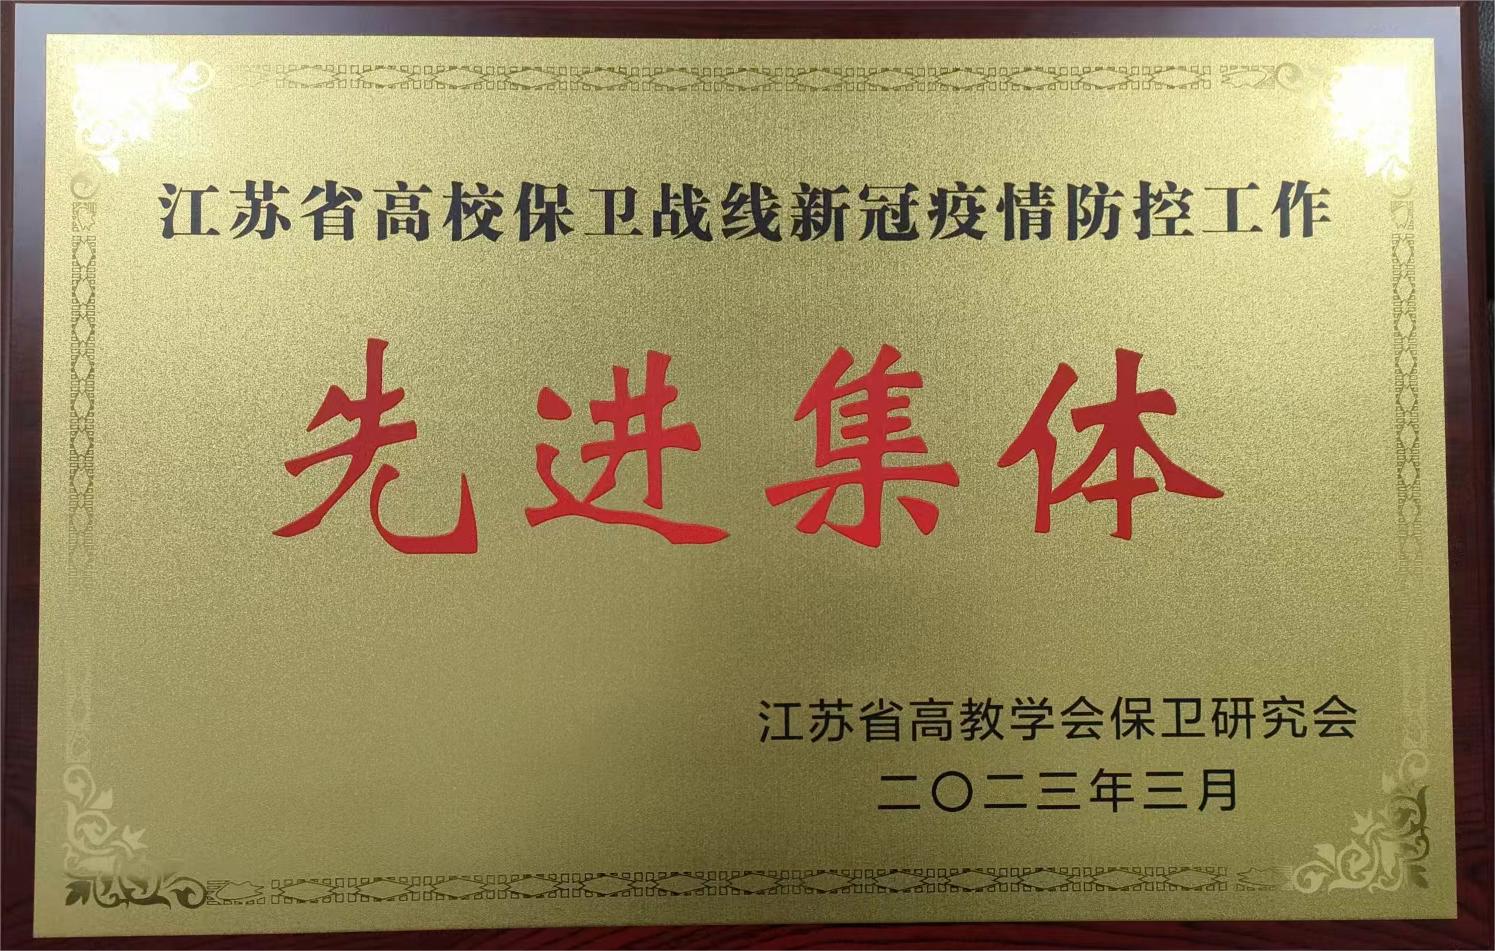 江苏省高校保卫战线新冠疫情防控工作
先进集体
江苏省高教学会保卫研究会
二〇二三年三月